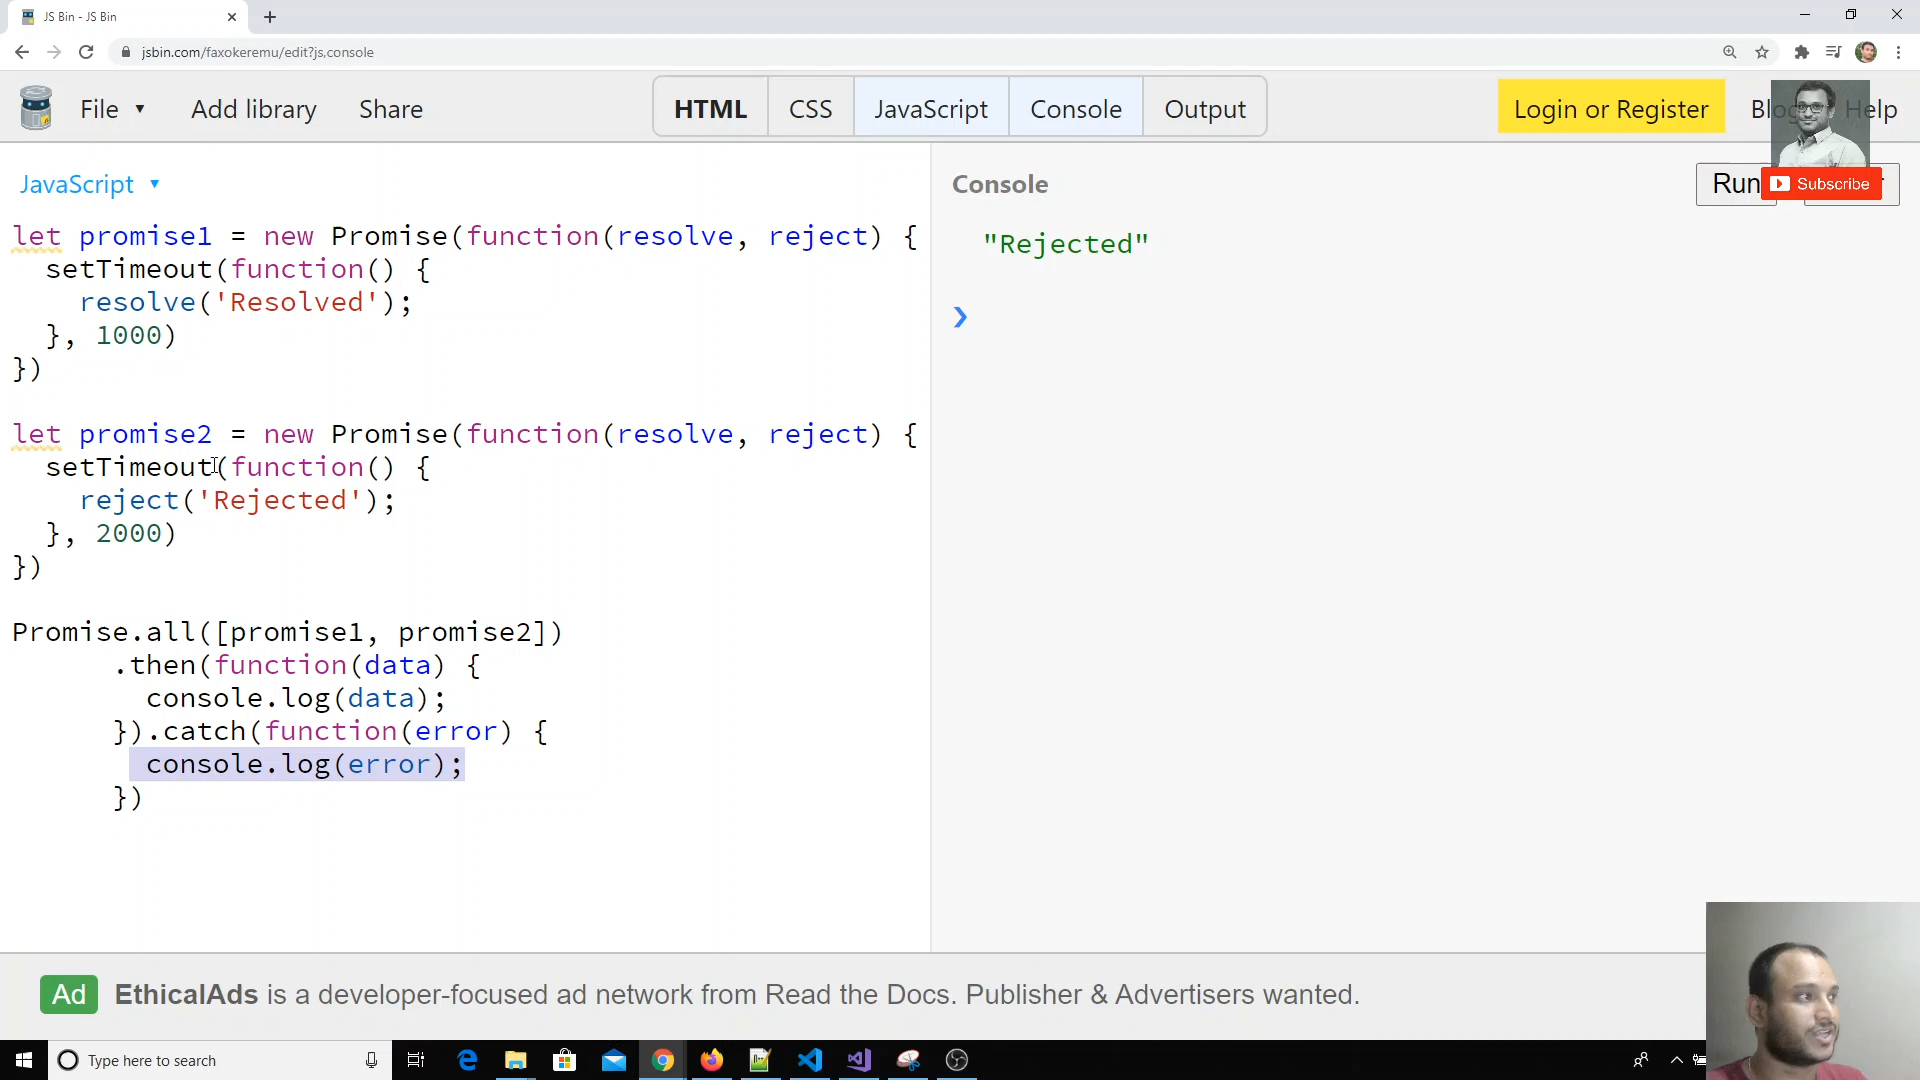 JS Bin - JS Bin
jsbin.com/faxokeremu/edit?js,console
File ▼ Add library Share HTML CSS JavaScript Console Output Login or Register Help
JavaScript ▼
Console
Run
Subscribe
"Rejected"
❯
let promise1 = new Promise(function(resolve, reject) {
  setTimeout(function() {
    resolve('Resolved');
  }, 1000)
})
let promise2 = new Promise(function(resolve, reject) {
  setTimeout(function() {
    reject('Rejected');
  }, 2000)
})
Promise.all([promise1, promise2])
      .then(function(data) {
        console.log(data);
      }).catch(function(error) {
        console.log(error);
      })
Ad EthicalAds is a developer-focused ad network from Read the Docs. Publisher & Advertisers wanted.
Type here to search